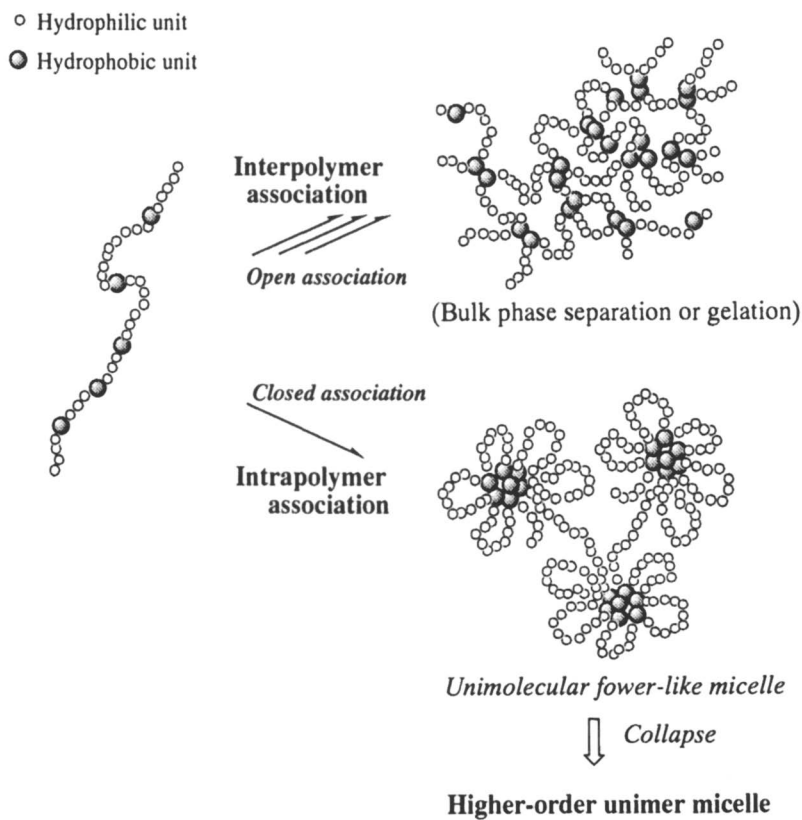 Hydrophilic unit
Hydrophobic unit
Interpolymer
association
Open association
(Bulk phase separation or gelation)
Closed association
Intrapolymer
association
Unimolecular fower-like micelle
Collapse
Higher-order unimer micelle